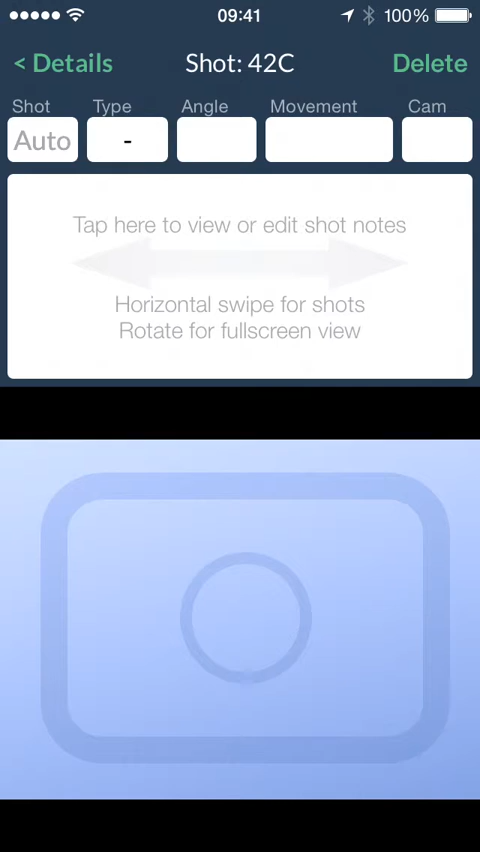 09:41
100%
< Details
Shot: 42C
Delete
Shot
Type
Angle
Movement
Cam
Auto
-
Tap here to view or edit shot notes
Horizontal swipe for shots
Rotate for fullscreen view